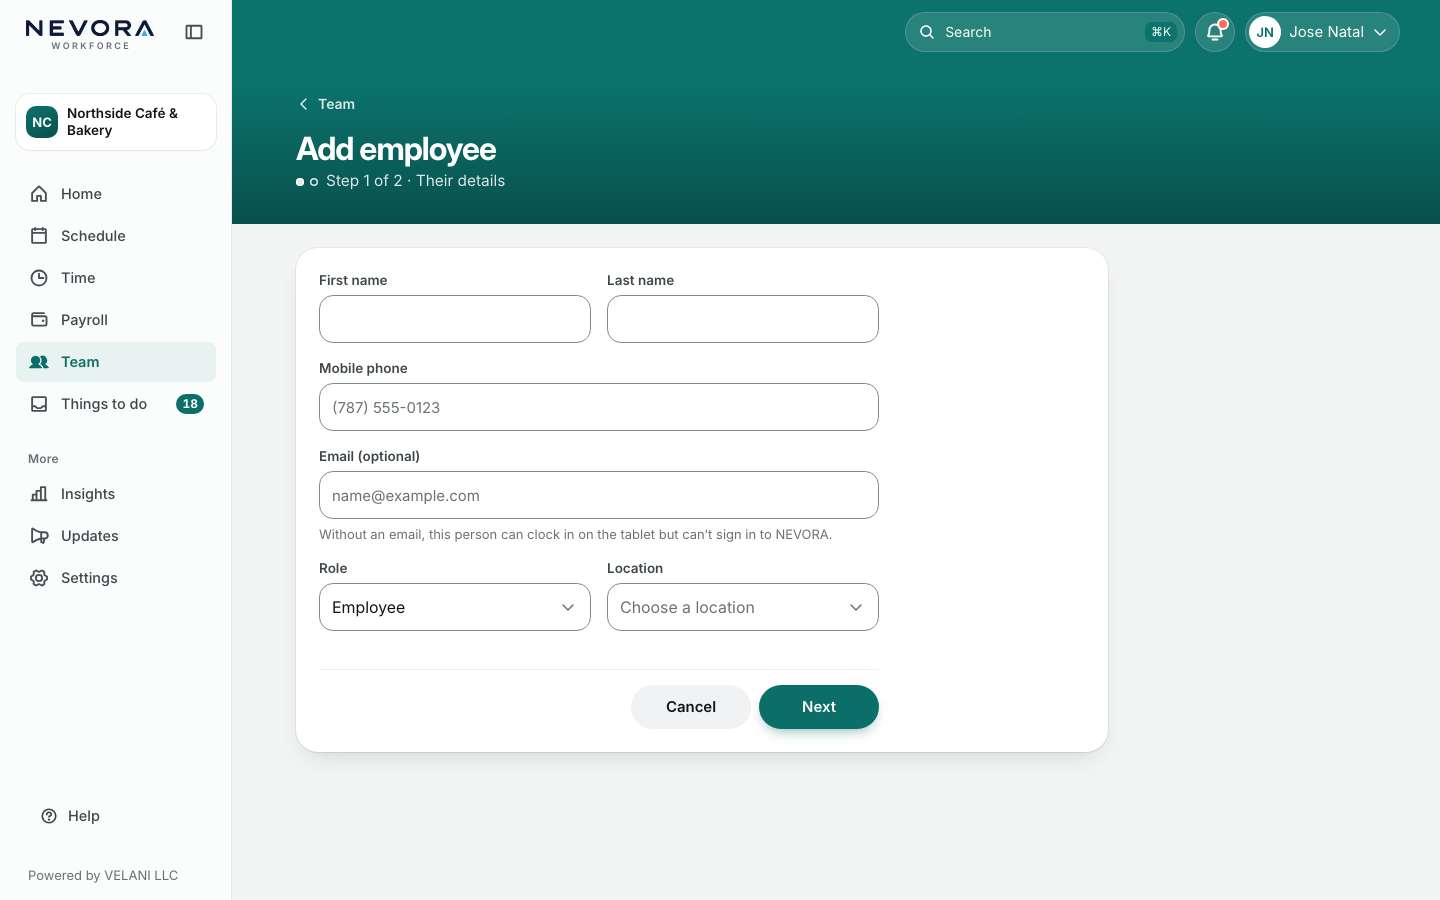 NEVORA
WORKFORCE
Search
⌘K
JN
Jose Natal
NC
Northside Café &
Bakery
Home
Schedule
Time
Payroll
Team
Things to do
18
More
Insights
Updates
Settings
Help
Powered by VELANI LLC
Team
Add employee
Step 1 of 2 · Their details
First name
Last name
Mobile phone
(787) 555-0123
Email (optional)
name@example.com
Without an email, this person can clock in on the tablet but can’t sign in to NEVORA.
Role
Location
Employee
Choose a location
Cancel
Next